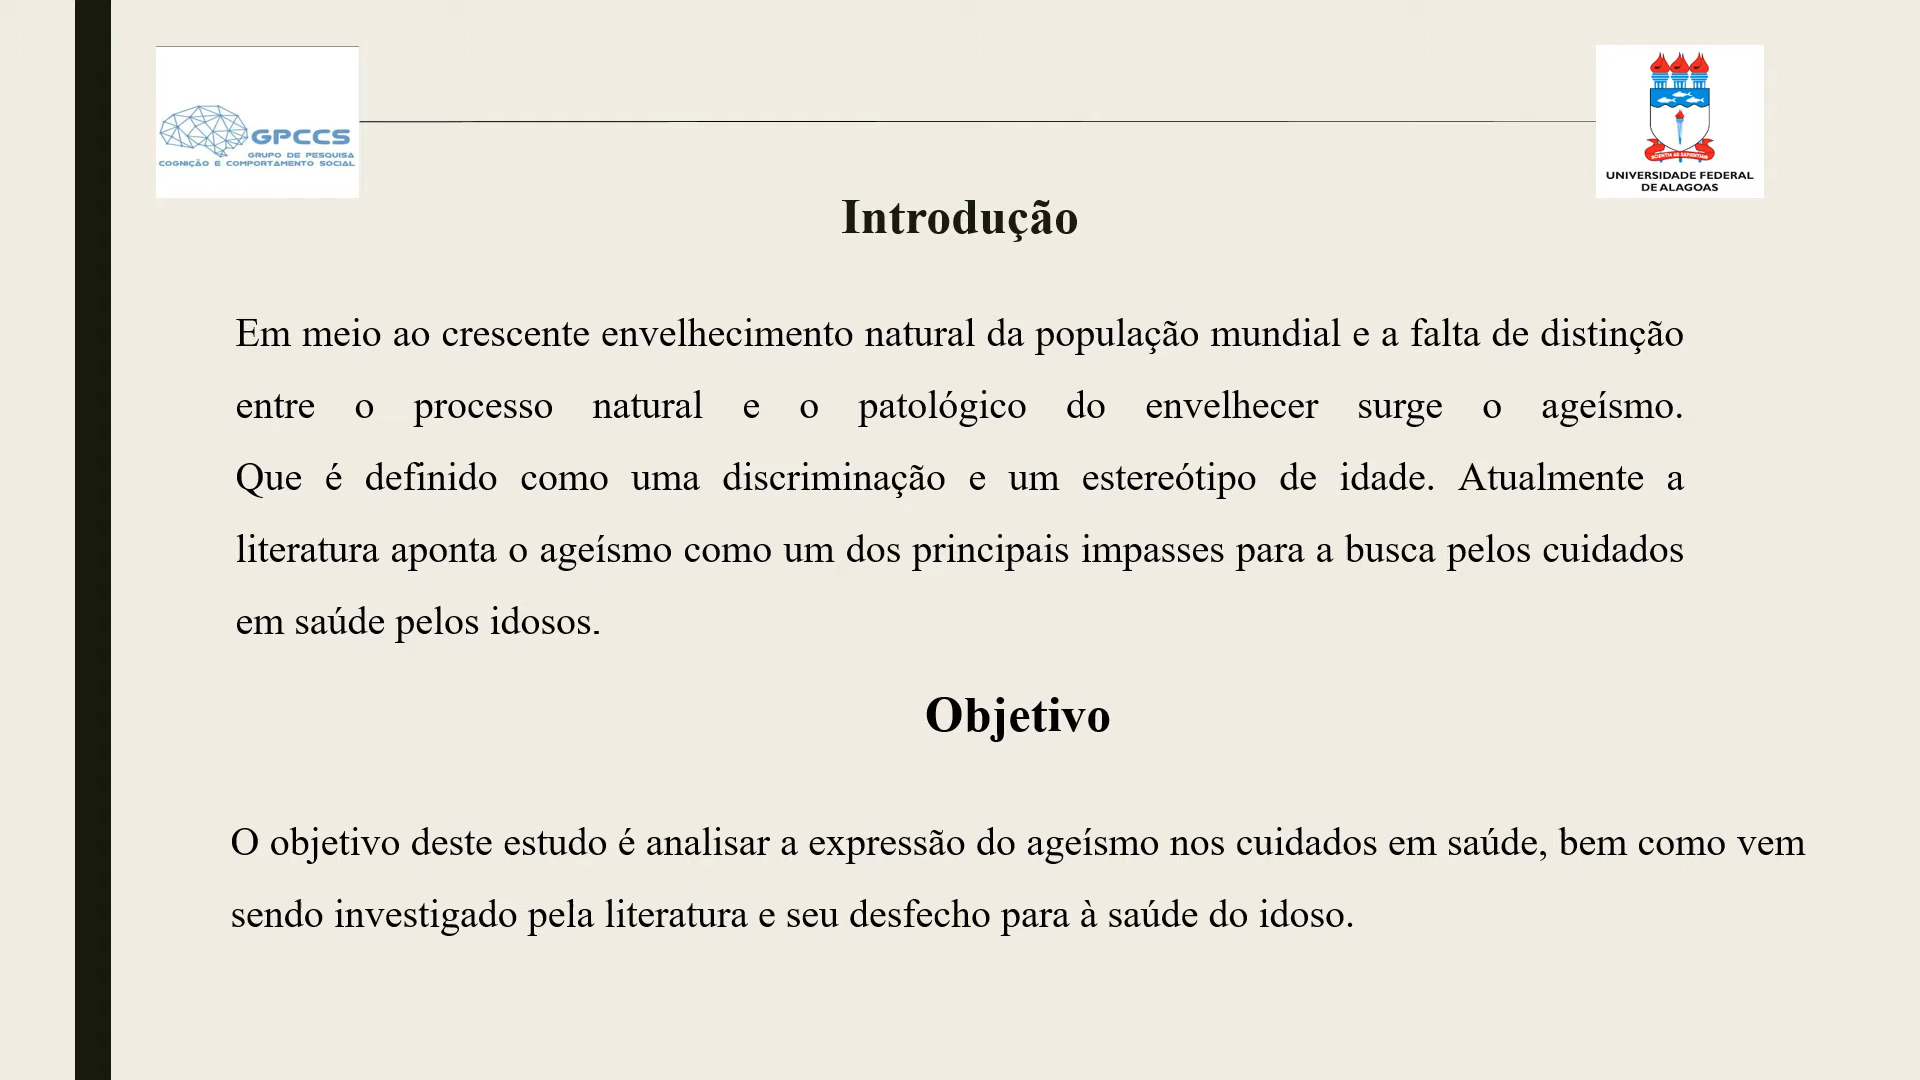 GPCCS
GRUPO DE PESQUISA
COGNIÇÃO E COMPORTAMENTO SOCIAL
SCIENTIA AD SAPIENTIAM
UNIVERSIDADE FEDERAL
DE ALAGOAS
Introdução
Em meio ao crescente envelhecimento natural da população mundial e a falta de distinção
entre o processo natural e o patológico do envelhecer surge o ageísmo.
Que é definido como uma discriminação e um estereótipo de idade. Atualmente a
literatura aponta o ageísmo como um dos principais impasses para a busca pelos cuidados
em saúde pelos idosos.
Objetivo
O objetivo deste estudo é analisar a expressão do ageísmo nos cuidados em saúde, bem como vem
sendo investigado pela literatura e seu desfecho para à saúde do idoso.